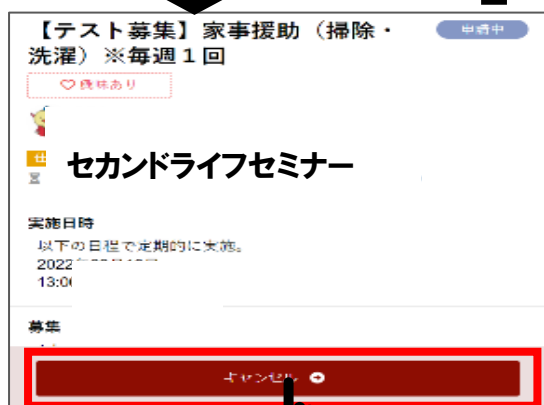 【テスト募集】家事援助（掃除・
洗濯）※毎週１回
申請中
♡興味あり
セカンドライフセミナー
実施日時
以下の日程で定期的に実施。
2022
13:0
募集
キャンセル